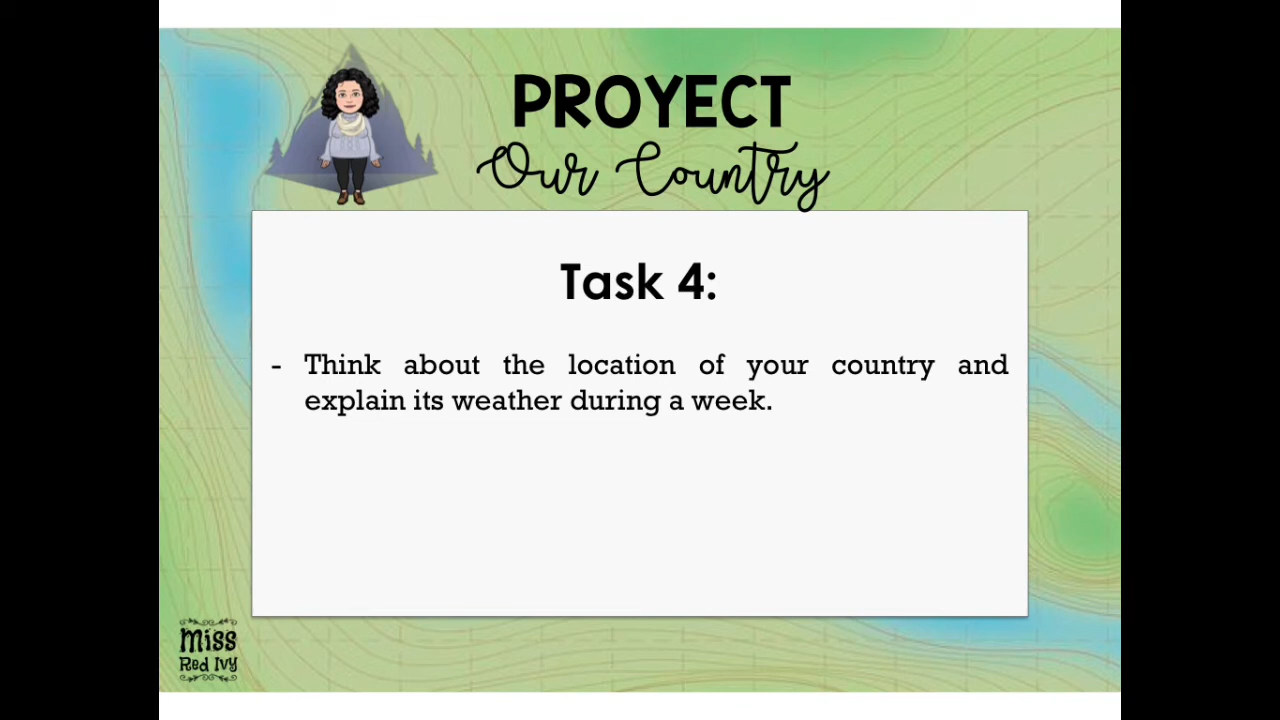 PROYECT
Our Country
Task 4:
- Think about the location of your country and
explain its weather during a week.
Miss
Red Ivy